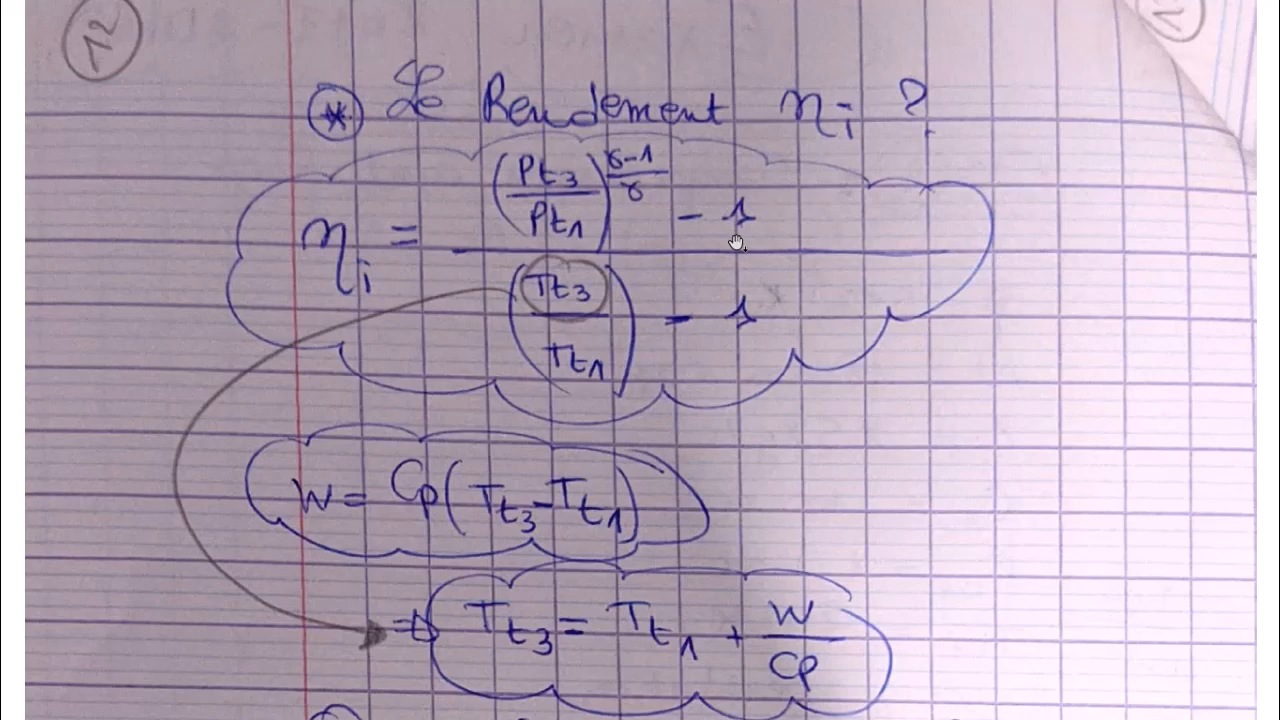 12
* Le Rendement ηi ?
ηi = ((Pt3/Pt1)^((γ-1)/γ) - 1) / ((Tt3/Tt1) - 1)
W = Cp(Tt3 - Tt1)
=> Tt3 = Tt1 + W/Cp